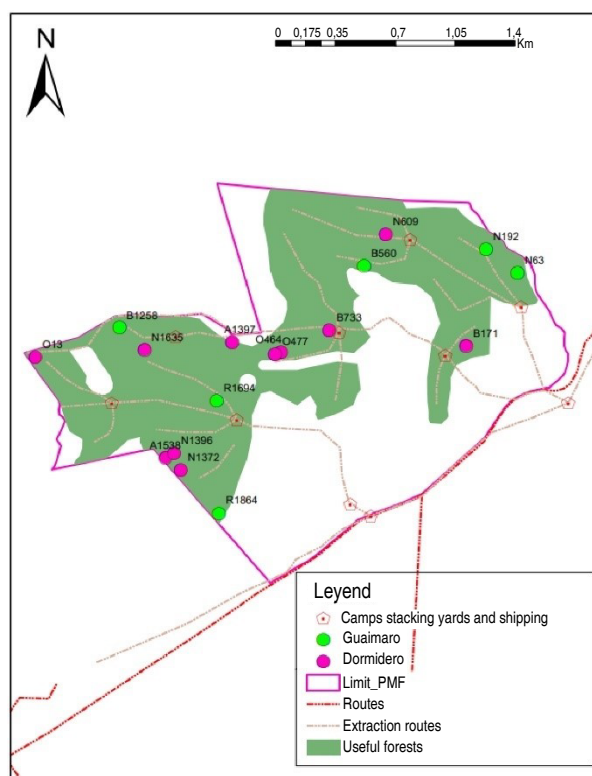 N
0 0,175 0,35 0,7 1,05 1,4
Km
N609
N192
B560
N63
B1258
B733
A1397
O464 O477
B171
O13
N1635
R1694
N1396
A1538
N1372
R1864
Leyend
Camps stacking yards and shipping
Guaimaro
Dormidero
Limit_PMF
Routes
Extraction routes
Useful forests